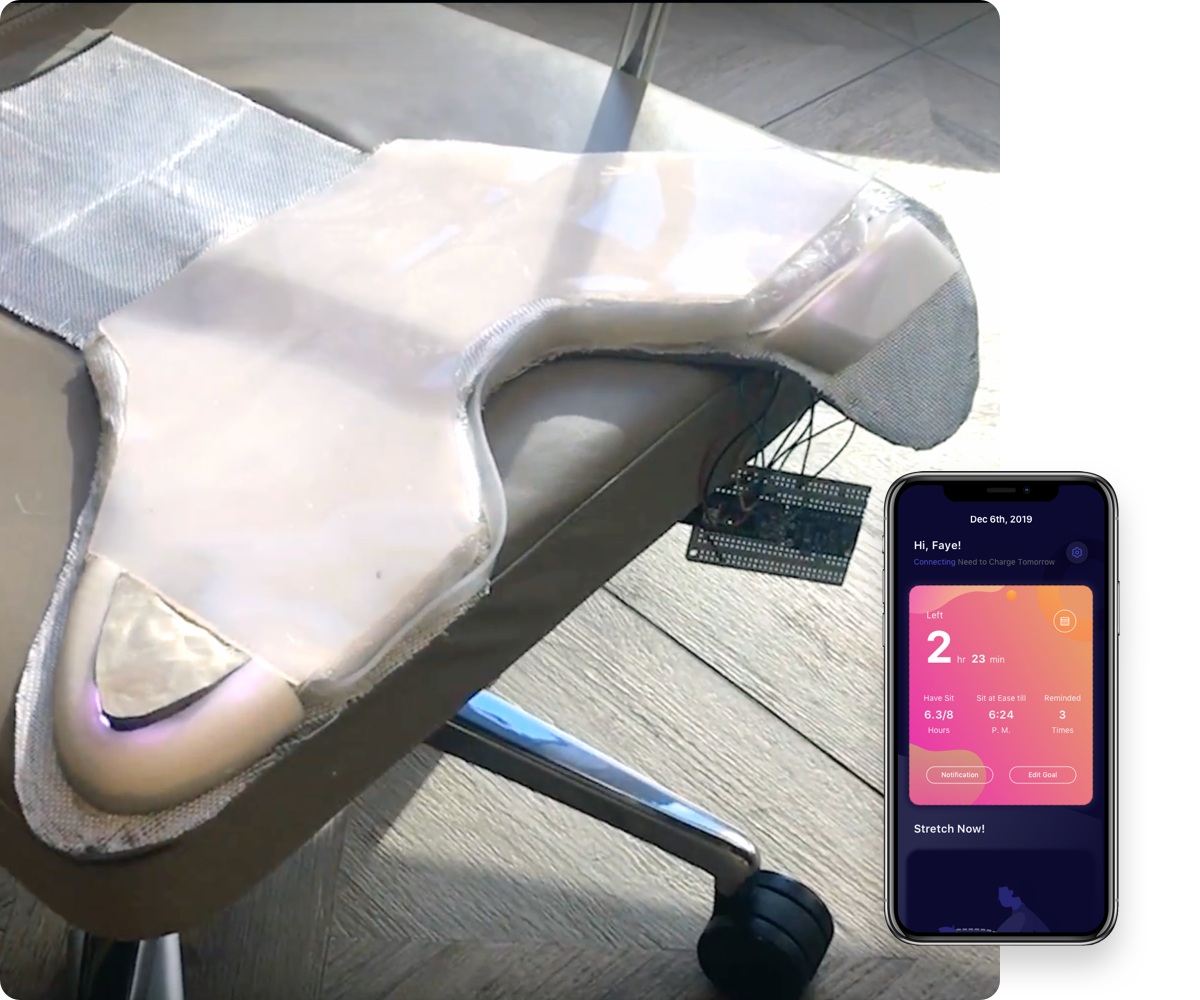 Dec 6th, 2019
Hi, Faye!
Connecting Need to Charge Tomorrow
Left
2 hr 23 min
Have Sit Sit at Ease till Reminded
6.3/8 6:24 3
Hours P. M. Times
Notification Edit Goal
Stretch Now!